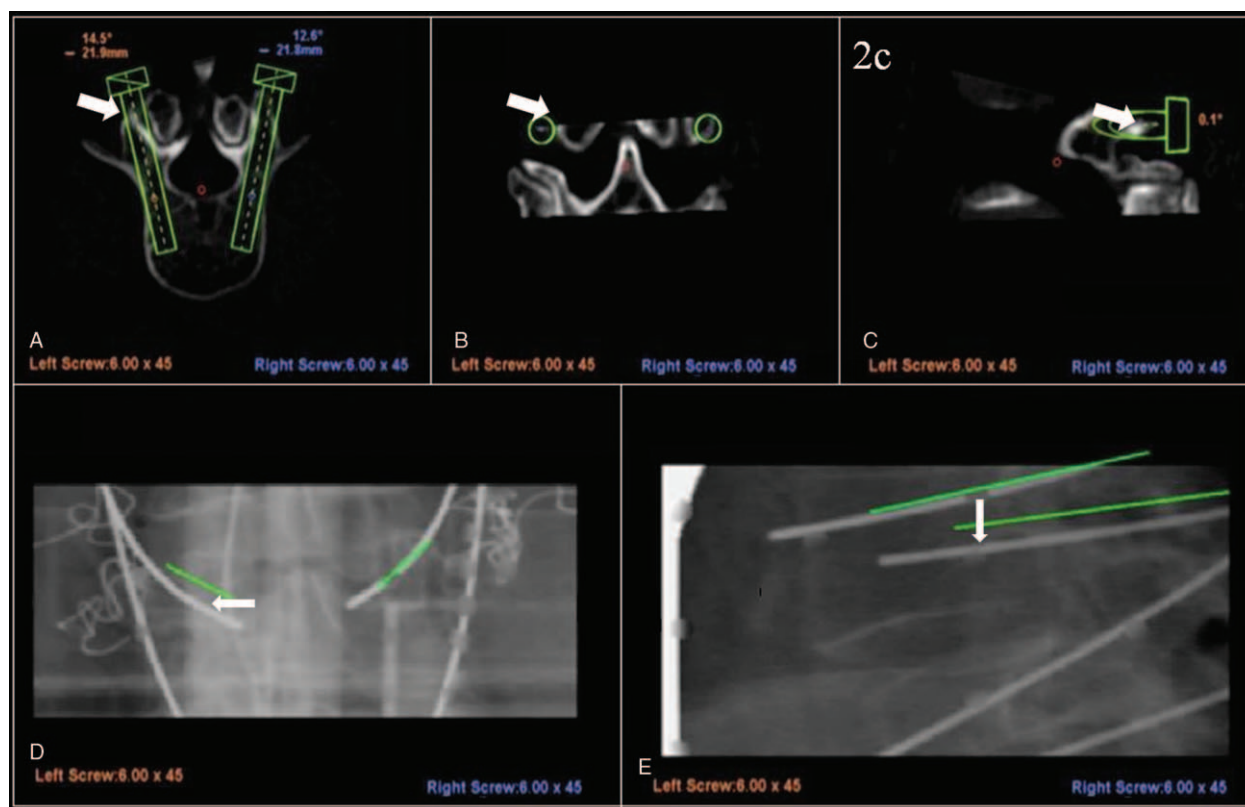 14.5°
21.9mm
12.6°
21.8mm
A
Left Screw:6.00 x 45
Right Screw:6.00 x 45
B
Left Screw:6.00 x 45
Right Screw:6.00 x 45
2c
0.1°
C
Left Screw:6.00 x 45
Right Screw:6.00 x 45
D
Left Screw:6.00 x 45
Right Screw:6.00 x 45
E
Left Screw:6.00 x 45
Right Screw:6.00 x 45